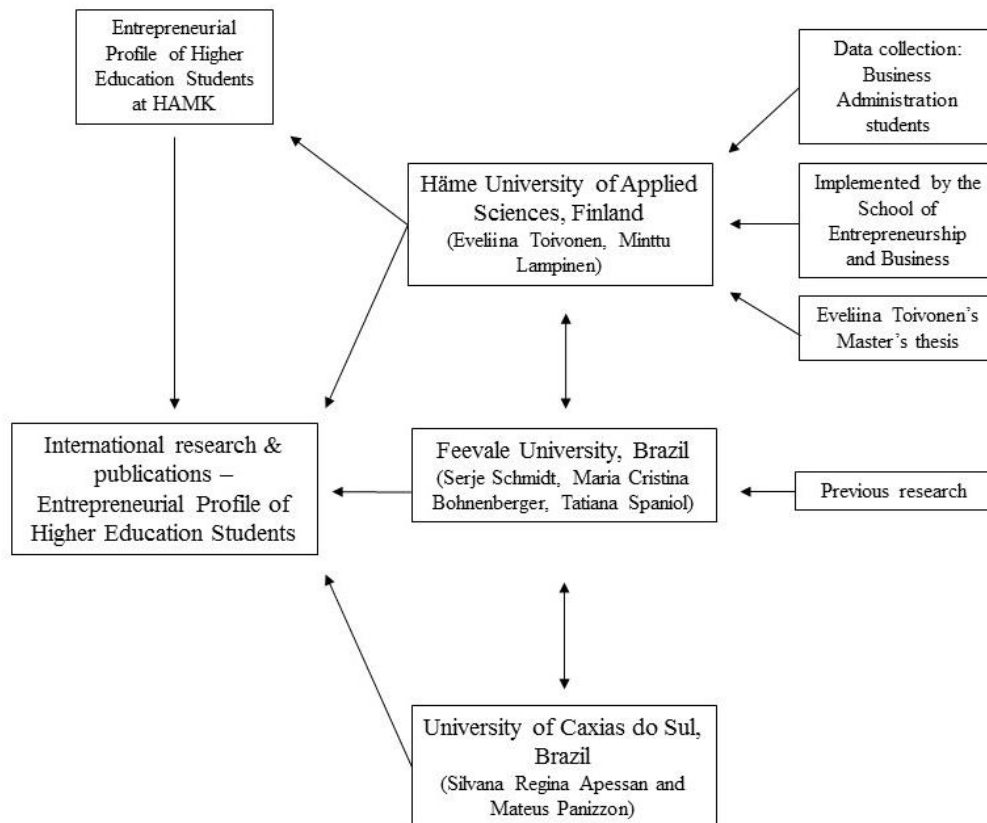 Entrepreneurial
Profile of Higher
Education Students
at HAMK
Data collection:
Business
Administration
students
Häme University of Applied
Sciences, Finland
(Eveliina Toivonen, Minttu
Lampinen)
Implemented by the
School of
Entrepreneurship
and Business
Eveliina Toivonen's
Master's thesis
International research &
publications –
Entrepreneurial Profile of
Higher Education Students
Feevale University, Brazil
(Serje Schmidt, Maria Cristina
Bohnenberger, Tatiana Spaniol)
Previous research
University of Caxias do Sul,
Brazil
(Silvana Regina Apessan and
Mateus Panizzon)